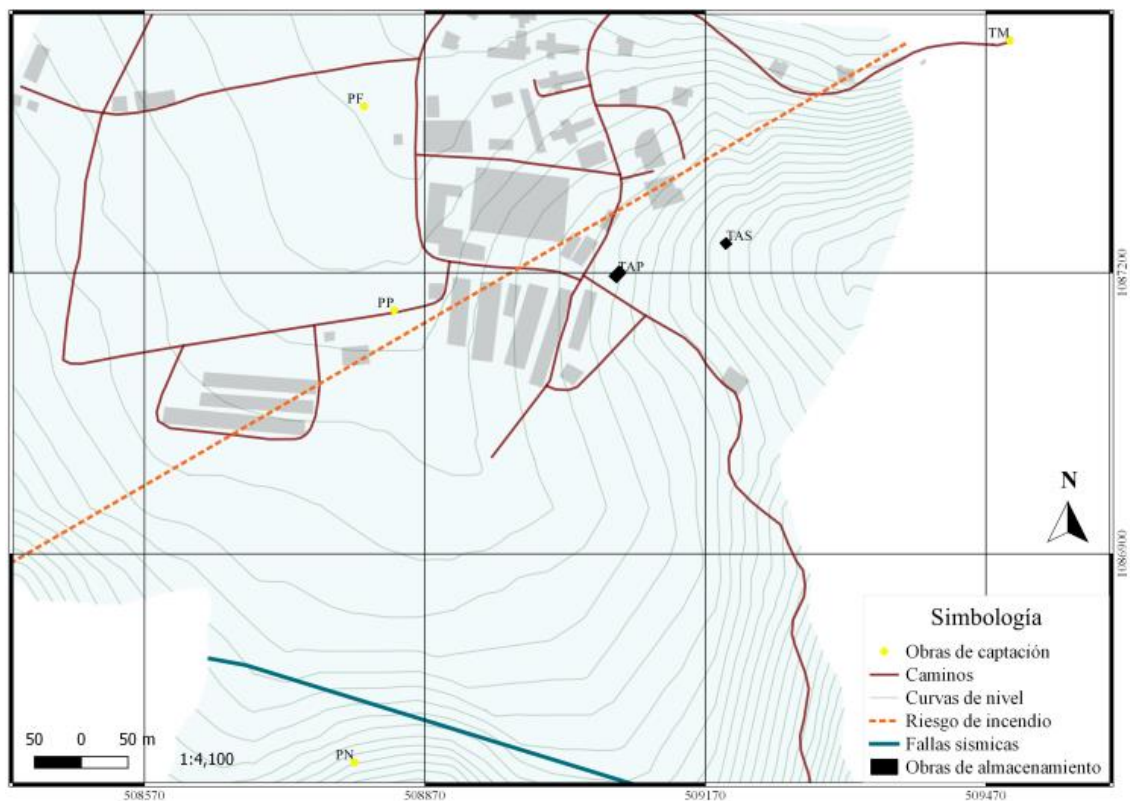 TM
PF
TAS
1087200
TAP
PP
N
1086900
Simbología
Obras de captación
Caminos
Curvas de nivel
Riesgo de incendio
Fallas sísmicas
Obras de almacenamiento
50 0 50 m
1:4,100
PN
508570
508870
509170
509470